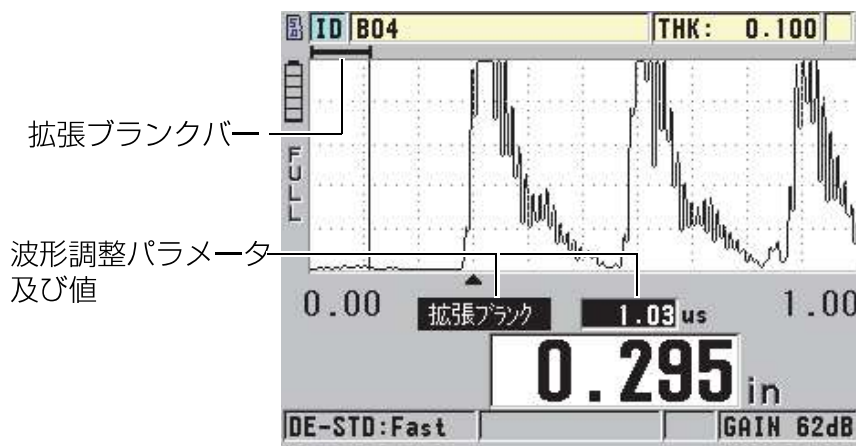 ID B04 THK: 0.100
拡張ブランクバー
FULL
波形調整パラメータ
及び値
0.00 拡張ブランク 1.03 us 1.00
0.295 in
DE-STD:Fast GAIN 62dB